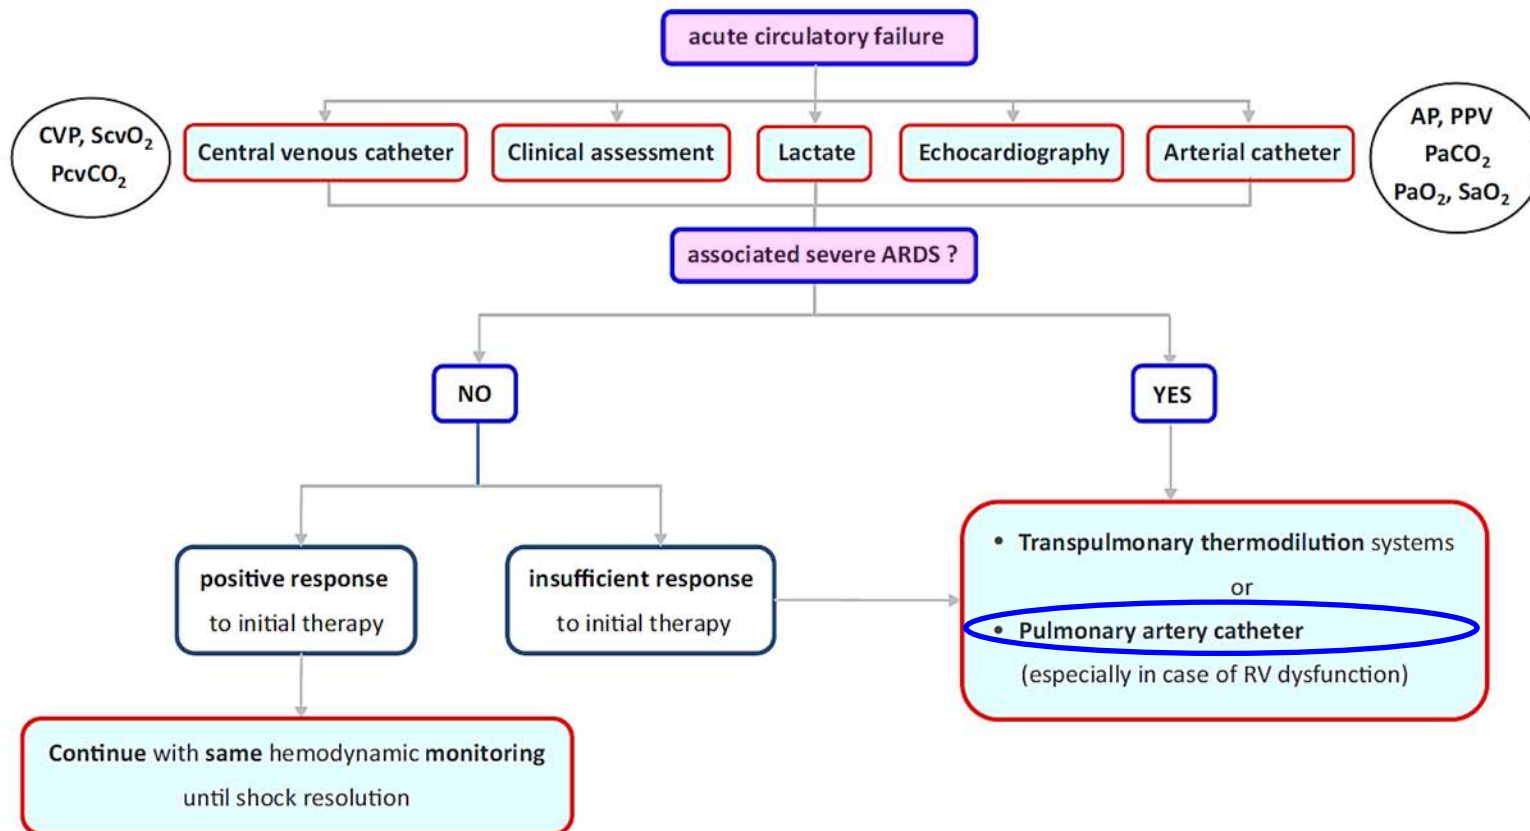 acute circulatory failure
CVP, ScvO₂
PcvCO₂
Central venous catheter
Clinical assessment
Lactate
Echocardiography
Arterial catheter
AP, PPV
PaCO₂
PaO₂, SaO₂
associated severe ARDS ?
NO
YES
positive response
to initial therapy
insufficient response
to initial therapy
• Transpulmonary thermodilution systems
or
• Pulmonary artery catheter
(especially in case of RV dysfunction)
Continue with same hemodynamic monitoring
until shock resolution